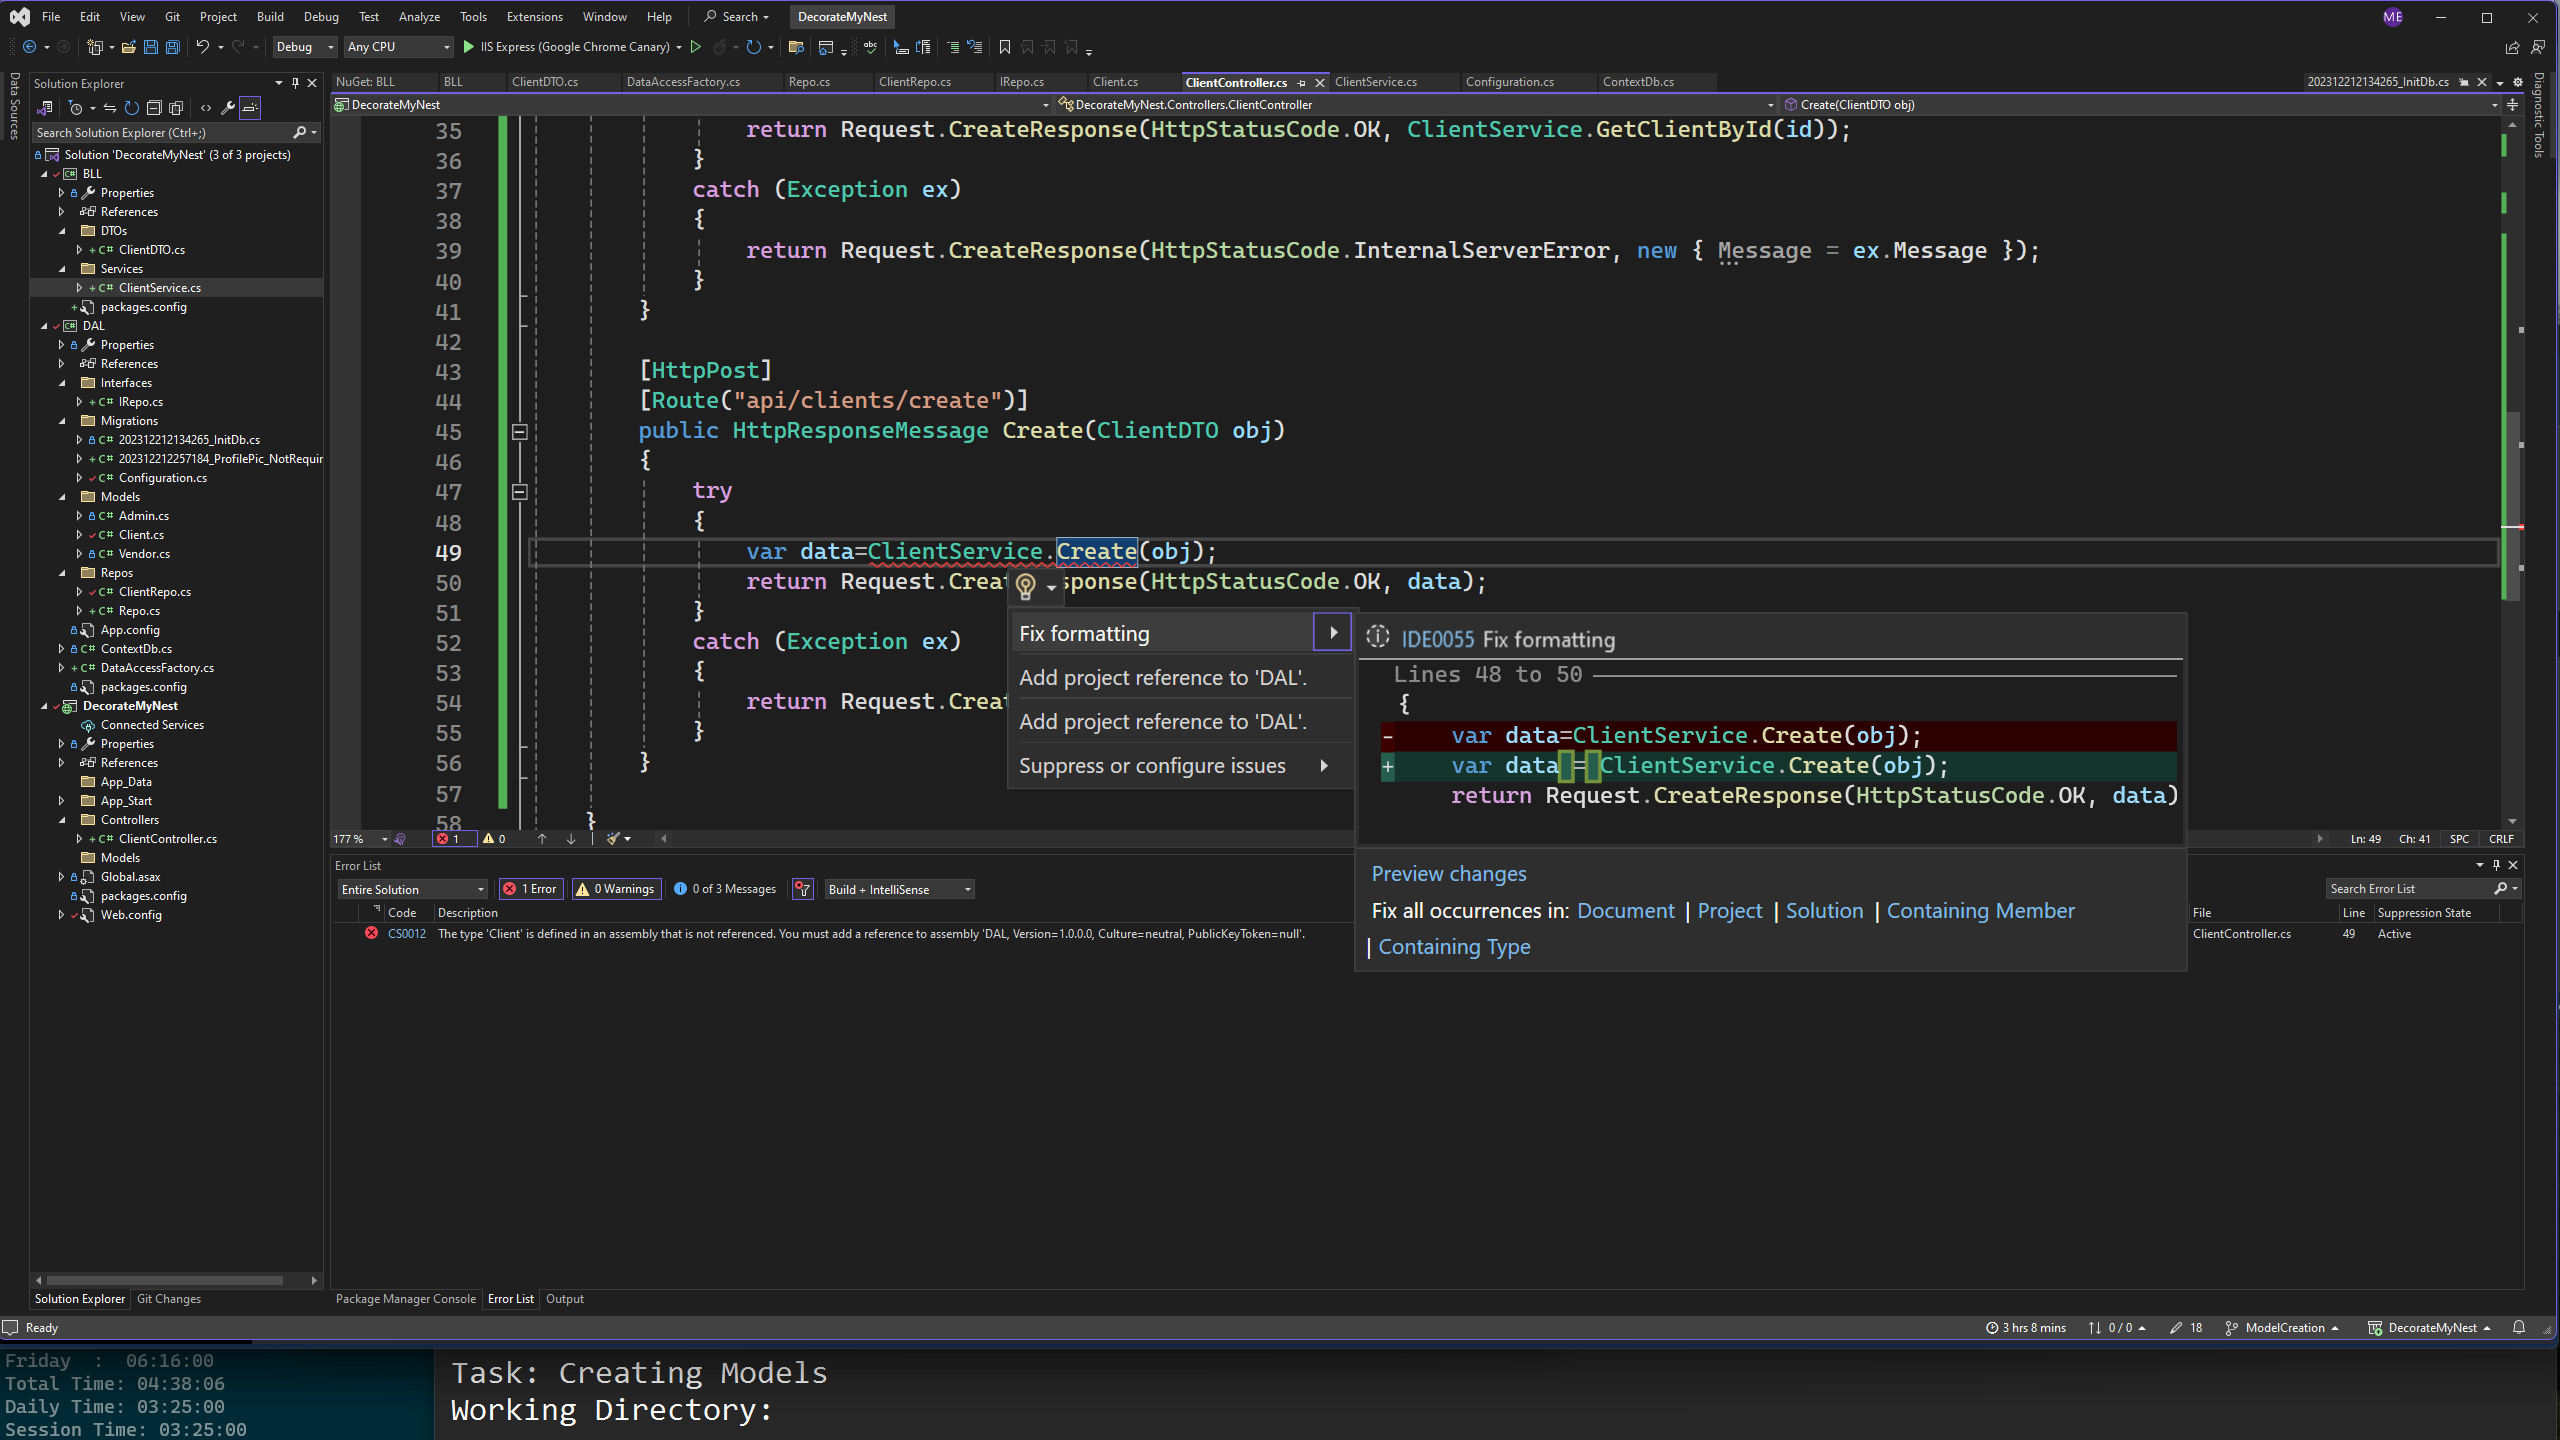 File Edit View Git Project Build Debug Test Analyze Tools Extensions Window Help Search DecorateMyNest ME
Debug Any CPU IIS Express (Google Chrome Canary)
Data Sources
Solution Explorer
Search Solution Explorer (Ctrl+;)
Solution 'DecorateMyNest' (3 of 3 projects)
BLL
Properties
References
DTOs
C# ClientDTO.cs
Services
C# ClientService.cs
packages.config
DAL
Properties
References
Interfaces
C# IRepo.cs
Migrations
C# 202312212134265_InitDb.cs
C# 202312212257184_ProfilePic_NotRequir
C# Configuration.cs
Models
C# Admin.cs
C# Client.cs
C# Vendor.cs
Repos
C# ClientRepo.cs
C# Repo.cs
App.config
C# ContextDb.cs
C# DataAccessFactory.cs
packages.config
DecorateMyNest
Connected Services
Properties
References
App_Data
App_Start
Controllers
C# ClientController.cs
Models
Global.asax
packages.config
Web.config
Solution Explorer Git Changes
NuGet: BLL BLL ClientDTO.cs DataAccessFactory.cs Repo.cs ClientRepo.cs IRepo.cs Client.cs ClientController.cs ClientService.cs Configuration.cs ContextDb.cs 202312212134265_InitDb.cs
DecorateMyNest DecorateMyNest.Controllers.ClientController Create(ClientDTO obj)
35 return Request.CreateResponse(HttpStatusCode.OK, ClientService.GetClientById(id));
36 }
37 catch (Exception ex)
38 {
39 return Request.CreateResponse(HttpStatusCode.InternalServerError, new { Message = ex.Message });
40 }
41 }
42
43 [HttpPost]
44 [Route("api/clients/create")]
45 public HttpResponseMessage Create(ClientDTO obj)
46 {
47 try
48 {
49 var data=ClientService.Create(obj);
50 return Request.Crea sponse(HttpStatusCode.OK, data);
51 }
52 catch (Exception ex)
53 {
54 return Request.Crea
55 }
56 }
57
58 }
Fix formatting
Add project reference to 'DAL'.
Add project reference to 'DAL'.
Suppress or configure issues
IDE0055 Fix formatting
Lines 48 to 50
{
- var data=ClientService.Create(obj);
+ var data = ClientService.Create(obj);
return Request.CreateResponse(HttpStatusCode.OK, data)
Preview changes
Fix all occurrences in: Document | Project | Solution | Containing Member
| Containing Type
177 % 1 0 Ln: 49 Ch: 41 SPC CRLF
Error List
Entire Solution 1 Error 0 Warnings 0 of 3 Messages Build + IntelliSense Search Error List
Code Description File Line Suppression State
CS0012 The type 'Client' is defined in an assembly that is not referenced. You must add a reference to assembly 'DAL, Version=1.0.0.0, Culture=neutral, PublicKeyToken=null'. ClientController.cs 49 Active
Package Manager Console Error List Output
Diagnostic Tools
Ready 3 hrs 8 mins 0 / 0 18 ModelCreation DecorateMyNest
Friday : 06:16:00
Total Time: 04:38:06
Daily Time: 03:25:00
Session Time: 03:25:00
Task: Creating Models
Working Directory: